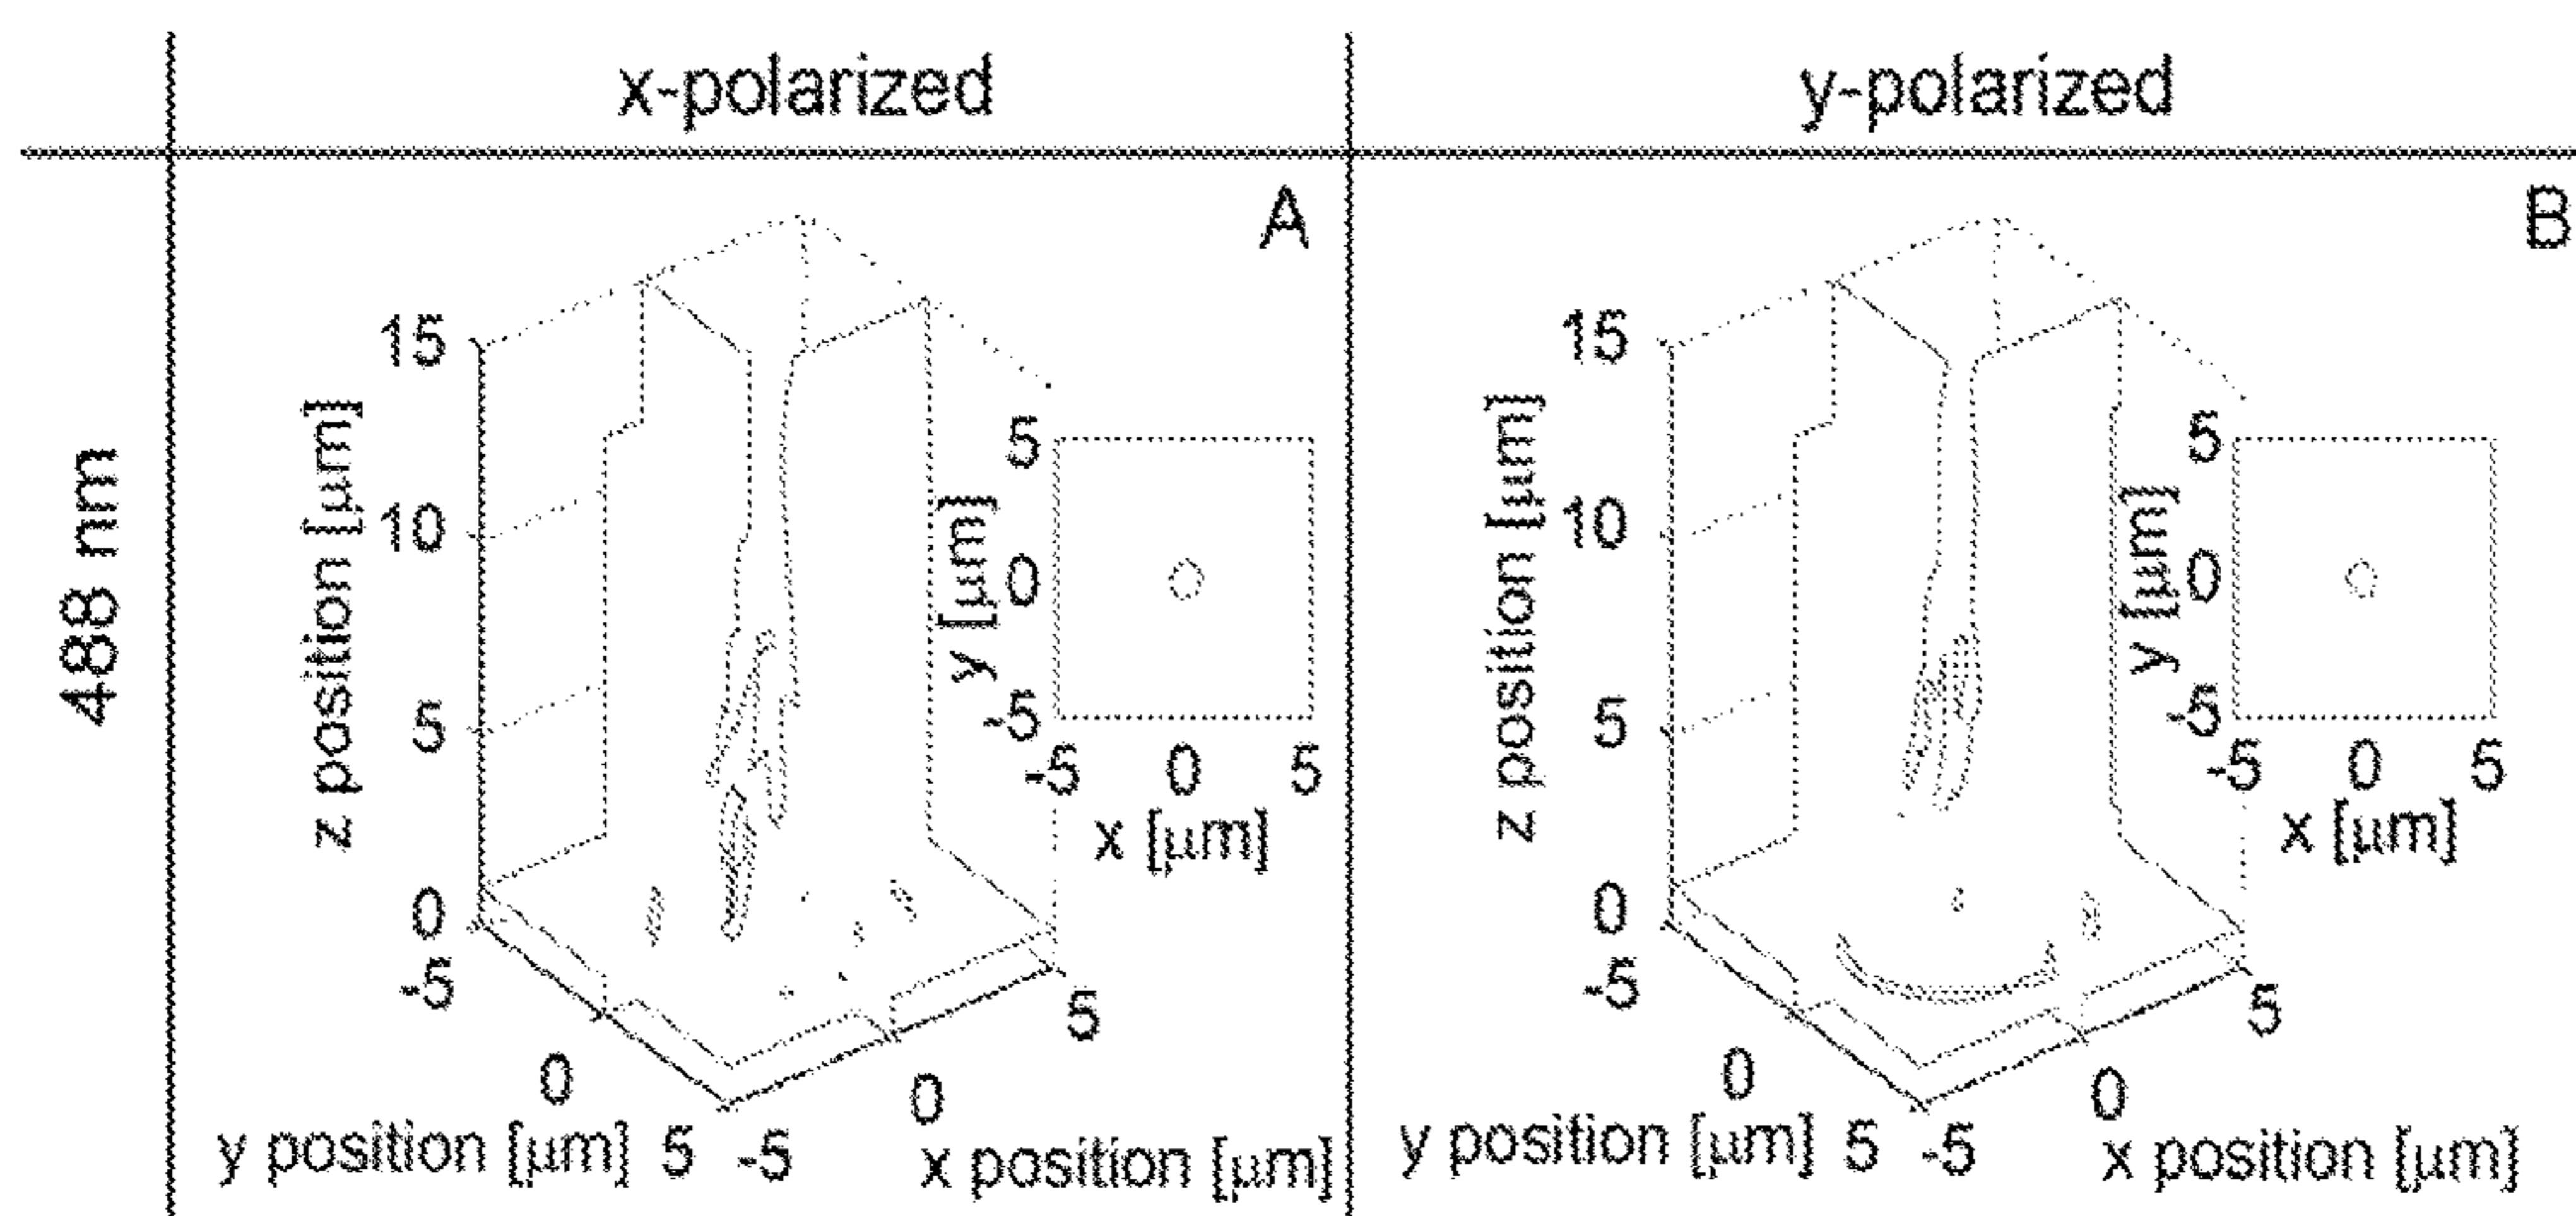 x-polarized
y-polarized
488 nm
A
z position [μm]
15
10
5
0
-5
0
5
y position [μm]
-5
0
5
x position [μm]
y [μm]
5
0
-5
-5
0
5
x [μm]
B
z position [μm]
15
10
5
0
-5
0
5
y position [μm]
-5
0
5
x position [μm]
y [μm]
5
0
-5
-5
0
5
x [μm]